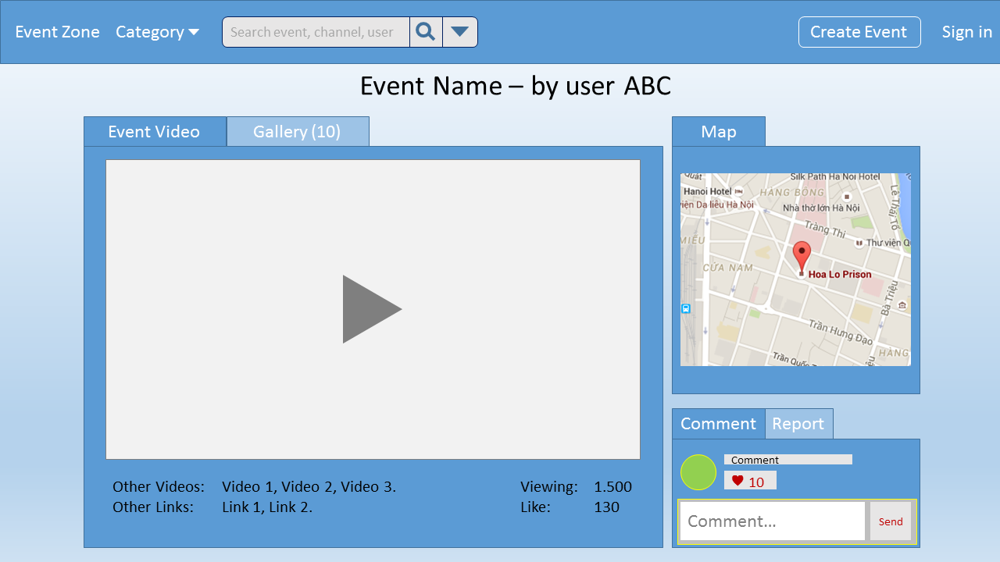 Event Zone Category Search event, channel, user Create Event Sign in
Event Name – by user ABC
Event Video Gallery (10)
Other Videos: Video 1, Video 2, Video 3. Viewing: 1.500
Other Links: Link 1, Link 2. Like: 130
Map
Quất Silk Path Hà Nội Hotel
Hanoi Hotel HÀNG BÔNG
viện Da liễu Hà Nội Nhà thờ lớn Hà Nội
Lê Thái Tổ
Tràng Thi
MIẾU Thư viện Q
CỬA NAM Hoa Lo Prison
Bà Triệu
Trần Hưng Đạo
Trần Quốc HÀNG
Comment Report
Comment
10
Comment... Send